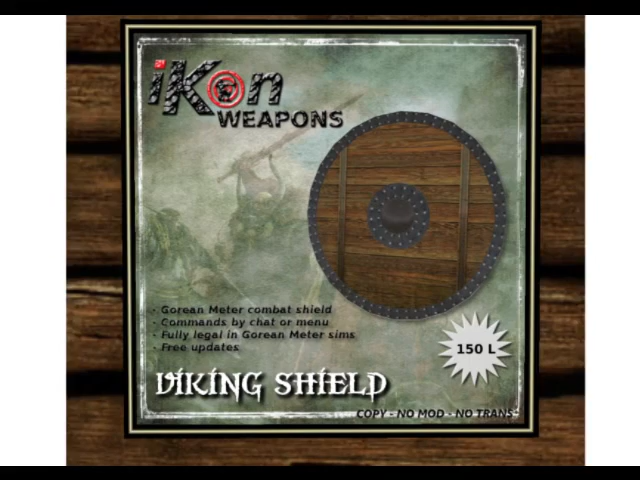 iKon
WEAPONS
- Gorean Meter combat shield
- Commands by chat or menu
- Fully legal in Gorean Meter sims
- Free updates
150 L
VIKING SHIELD
COPY - NO MOD - NO TRANS